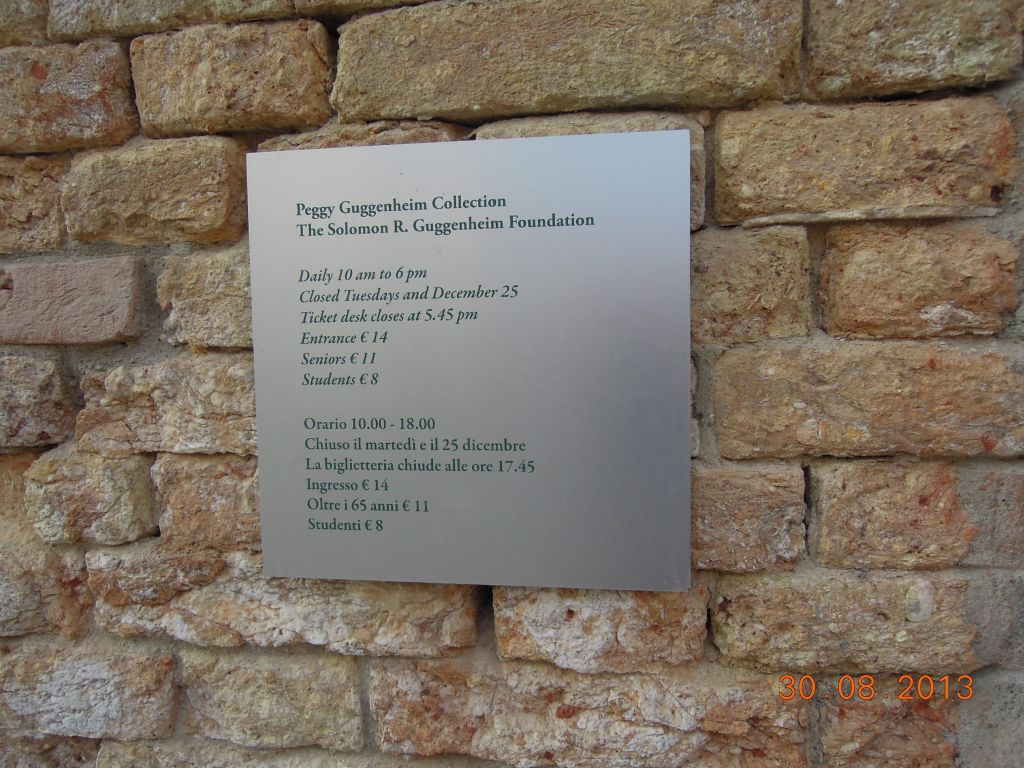 Peggy Guggenheim Collection
The Solomon R. Guggenheim Foundation
Daily 10 am to 6 pm
Closed Tuesdays and December 25
Ticket desk closes at 5.45 pm
Entrance € 14
Seniors € 11
Students € 8
Orario 10.00 - 18.00
Chiuso il martedì e il 25 dicembre
La biglietteria chiude alle ore 17.45
Ingresso € 14
Oltre i 65 anni € 11
Studenti € 8
30.08.2013